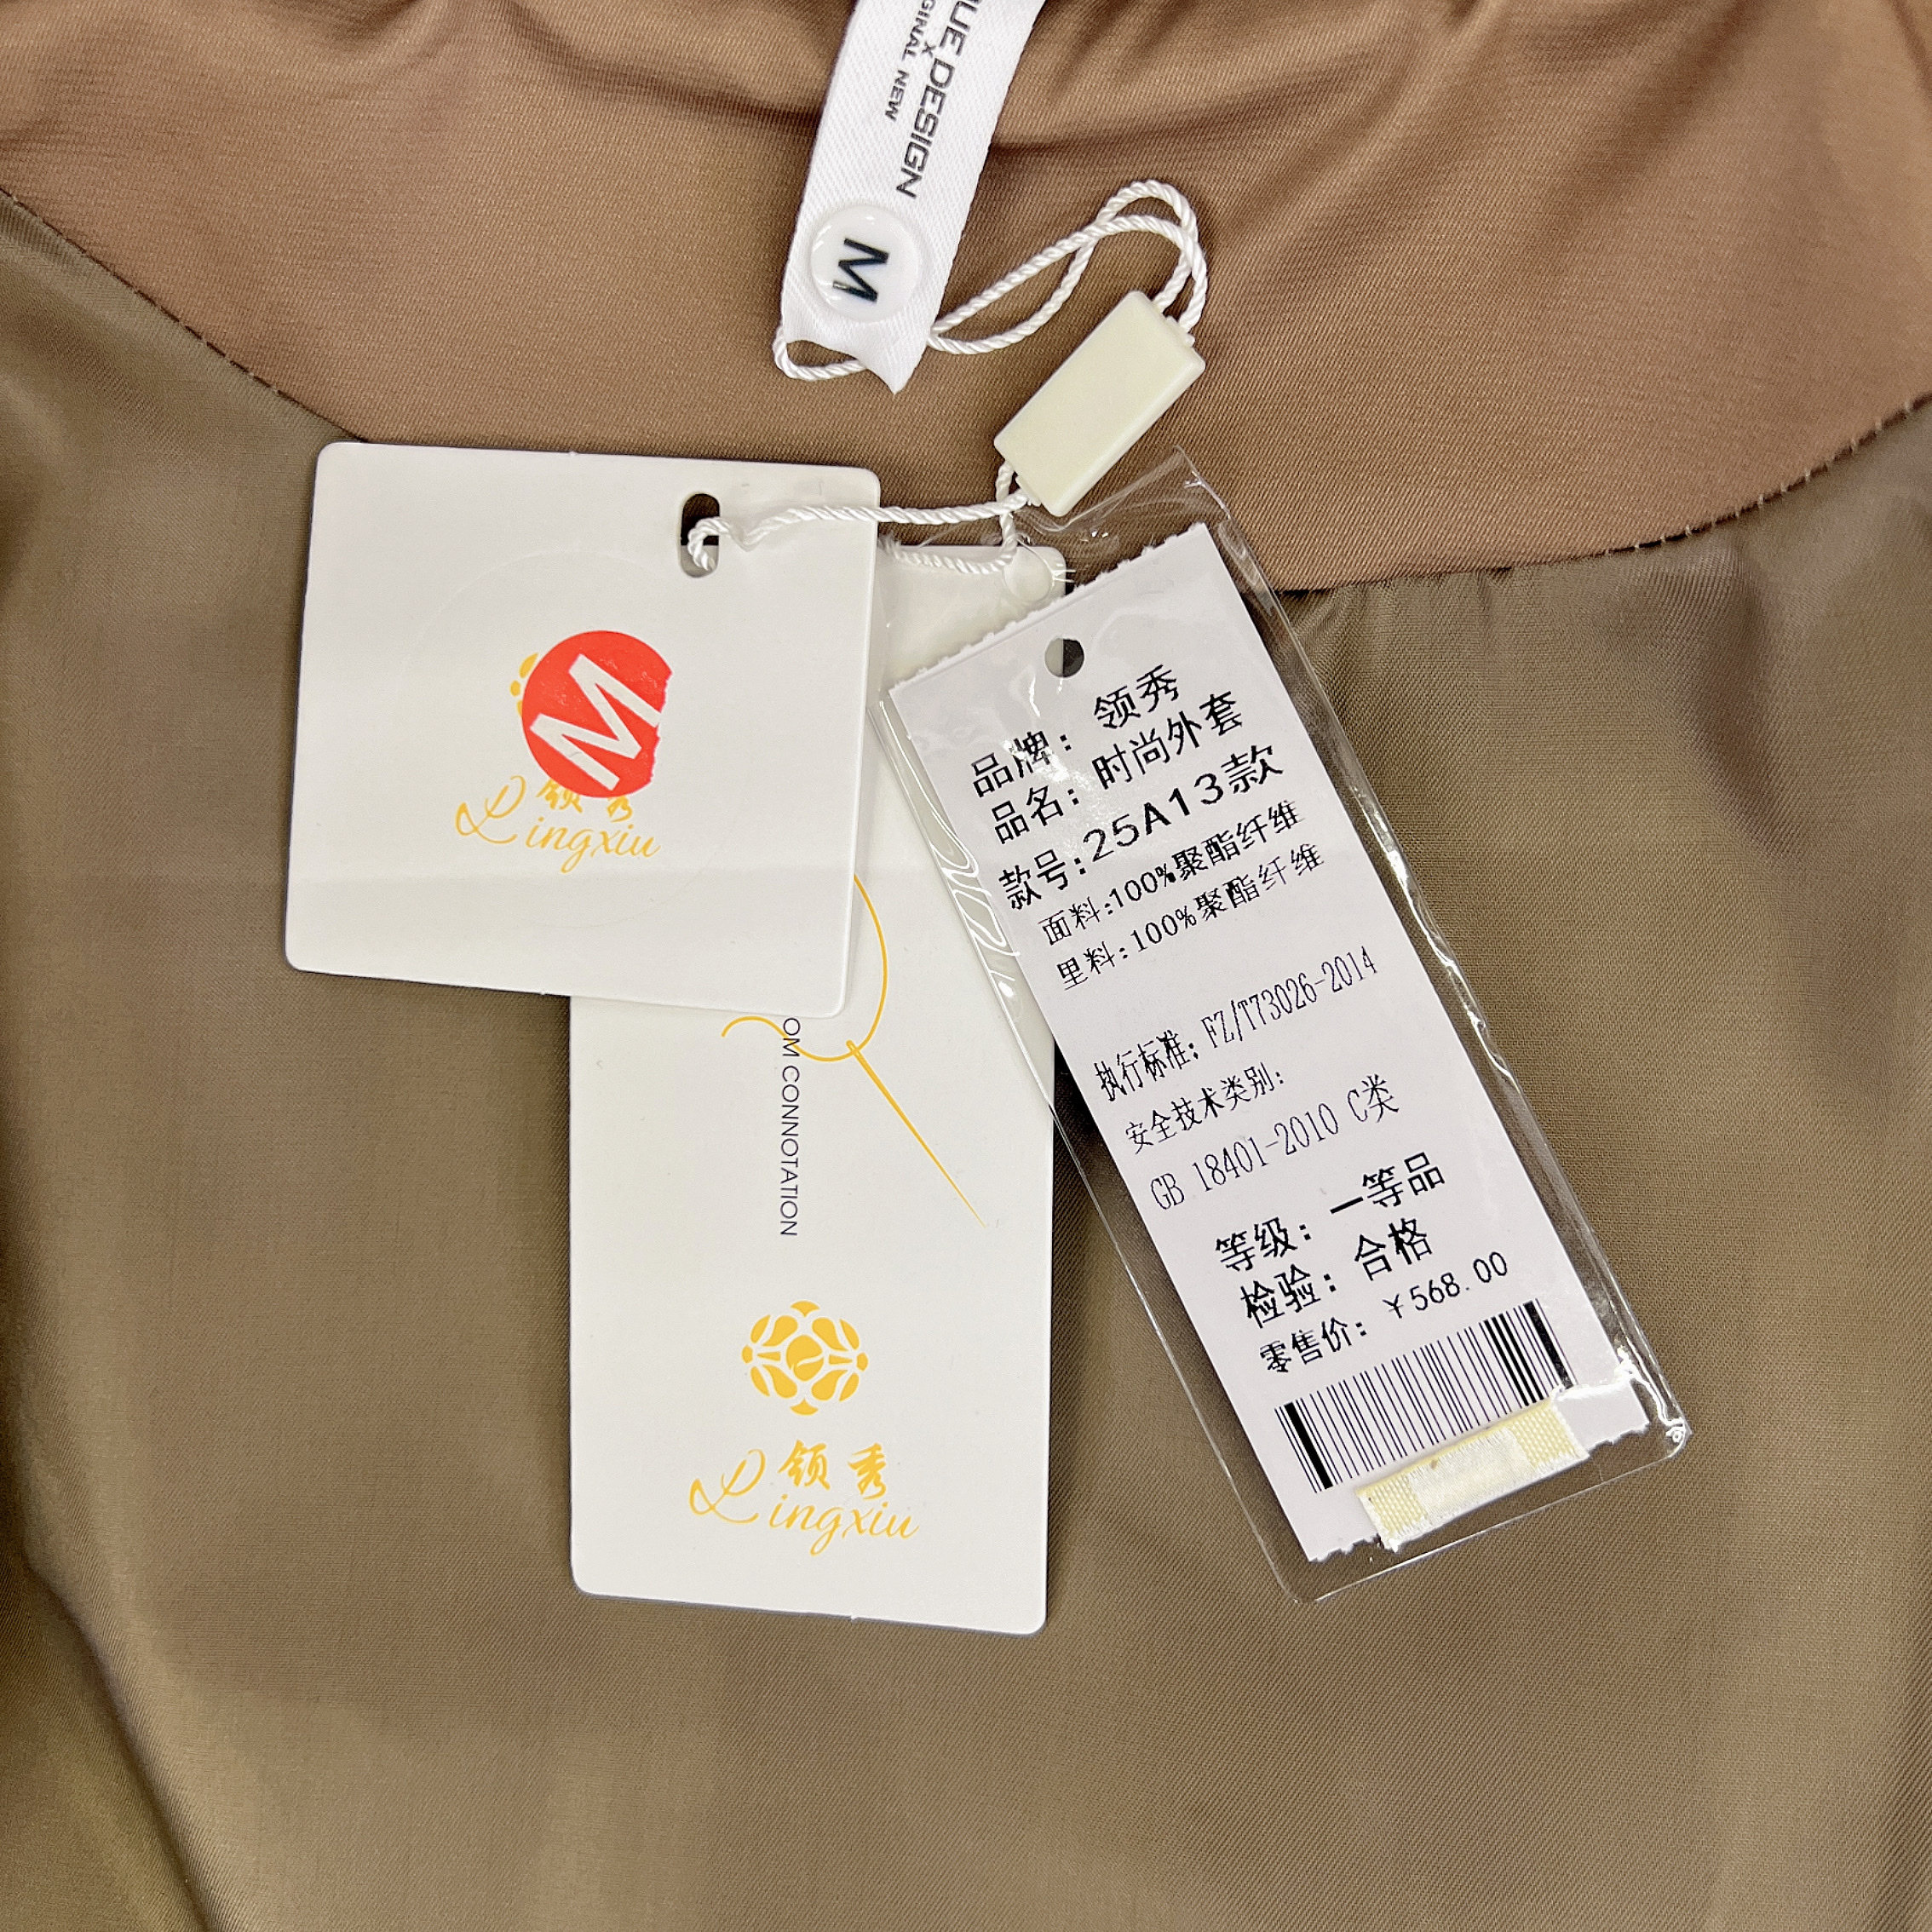 DESIGN
X
NEW
M
M
领秀
Lingxiu
CONNOTATION
领秀
Lingxiu
品牌: 领秀
品名: 时尚外套
款号:25A13款
面料:100%聚酯纤维
里料:100%聚酯纤维
执行标准: FZ/T73026-2014
安全技术类别:
GB 18401-2010 C类
等级: 一等品
检验: 合格
零售价: ¥568.00